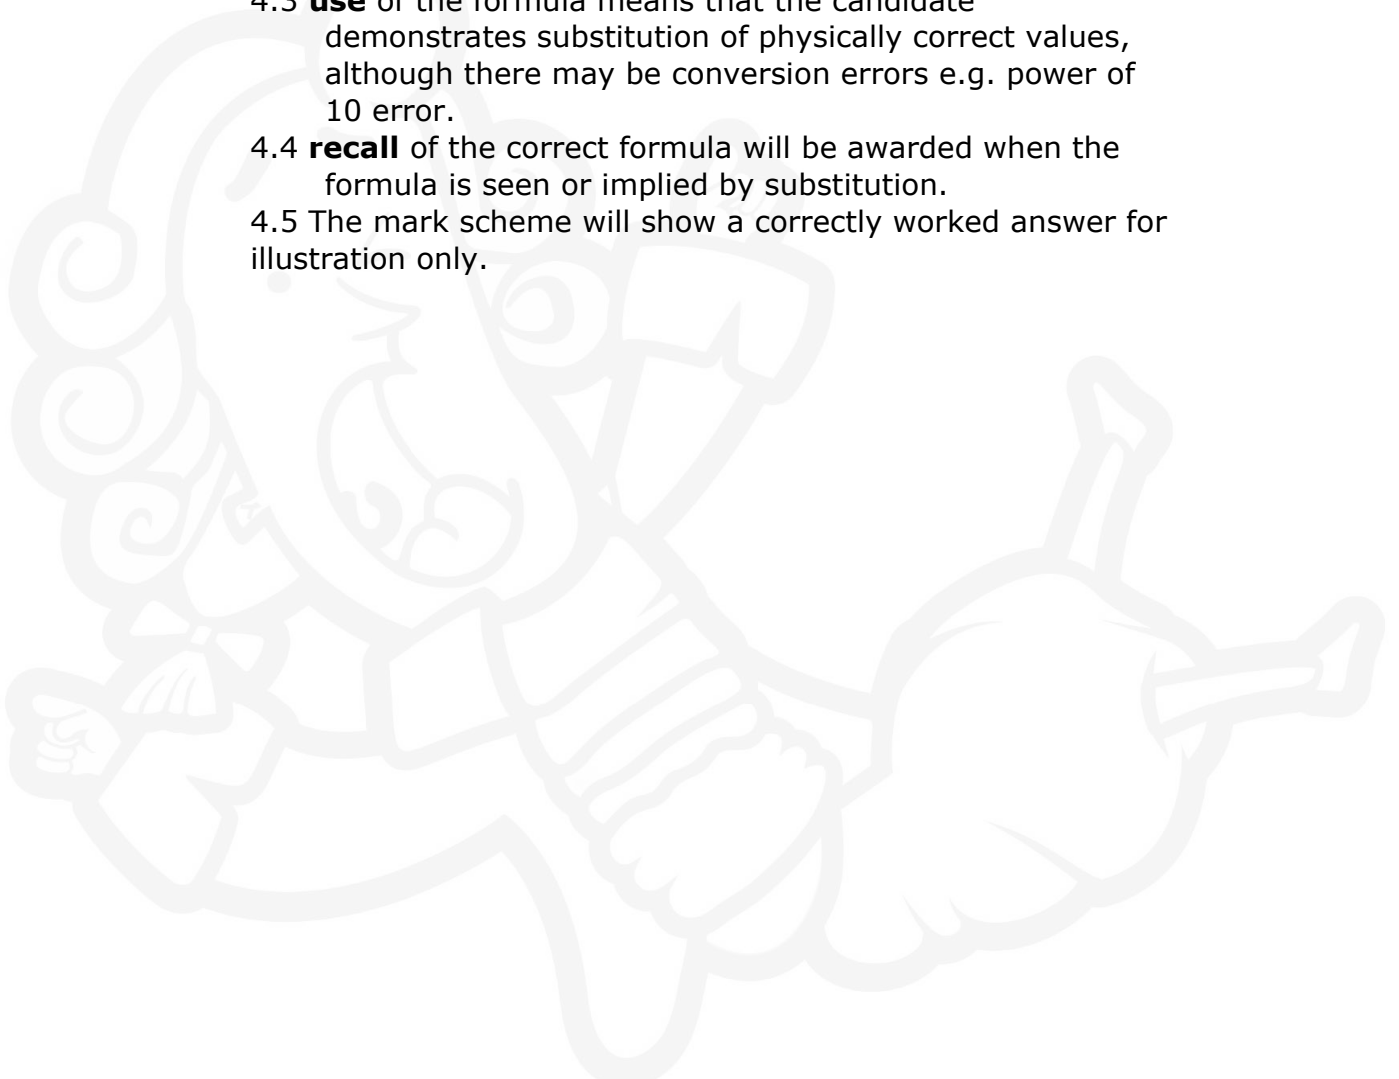 4.3 use of the formula means that the candidate
demonstrates substitution of physically correct values,
although there may be conversion errors e.g. power of
10 error.
4.4 recall of the correct formula will be awarded when the
formula is seen or implied by substitution.
4.5 The mark scheme will show a correctly worked answer for
illustration only.